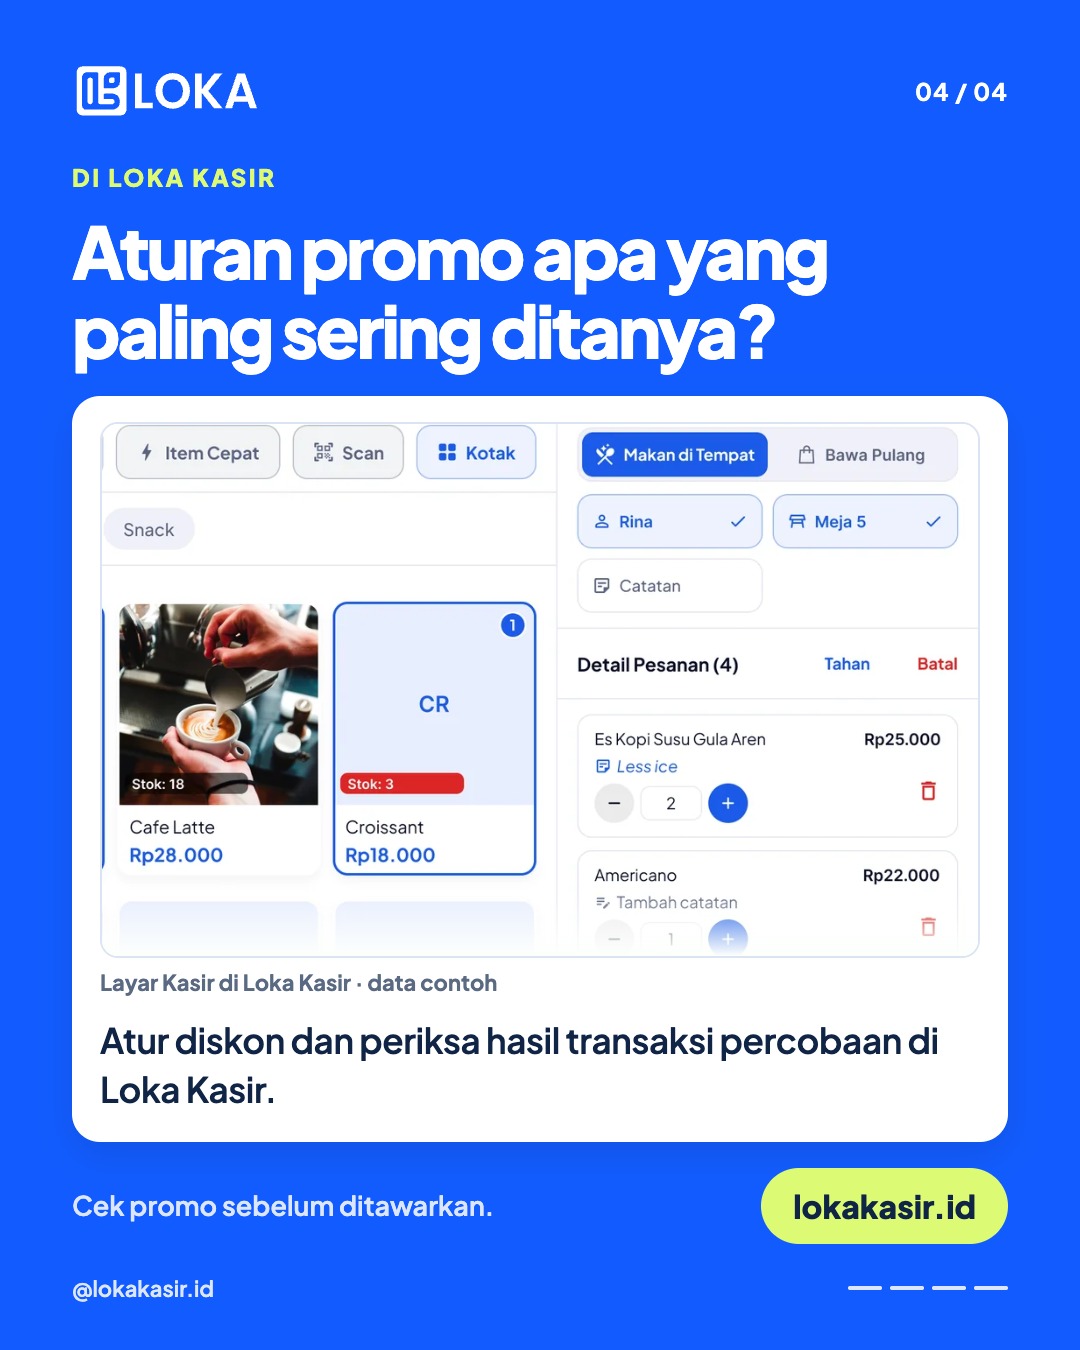 LOKA
04 / 04
DI LOKA KASIR
Aturan promo apa yang
paling sering ditanya?
Item Cepat
Scan
Kotak
Snack
1
CR
Stok: 18
Stok: 3
Cafe Latte
Croissant
Rp28.000
Rp18.000
Makan di Tempat
Bawa Pulang
Rina
Meja 5
Catatan
Detail Pesanan (4)
Tahan
Batal
Es Kopi Susu Gula Aren
Rp25.000
Less ice
2
Americano
Rp22.000
Tambah catatan
1
Layar Kasir di Loka Kasir · data contoh
Atur diskon dan periksa hasil transaksi percobaan di
Loka Kasir.
Cek promo sebelum ditawarkan.
lokakasir.id
@lokakasir.id